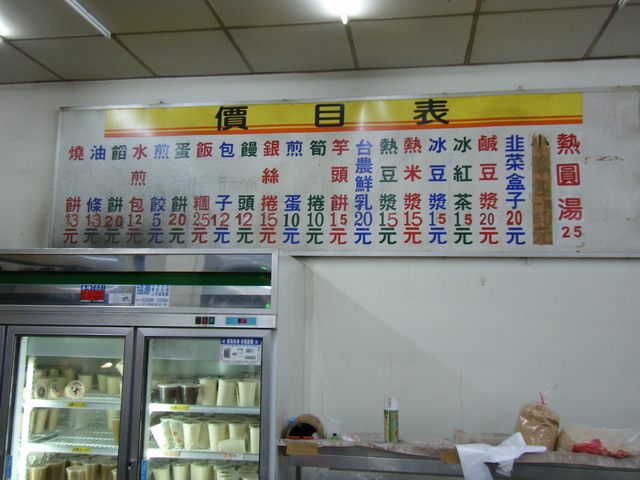 價目表
燒餅13元
油條13元
餡餅20元
水煎包12元
煎餃5元
蛋餅20元
飯糰25元
包子12元
饅頭12元
銀絲捲15元
煎蛋10元
筍捲10元
芋頭餅15元
台農鮮乳20元
熱豆漿15元
熱米漿15元
冰豆漿15元
冰紅茶15元
鹹豆漿20元
韭菜盒子20元
小
熱圓湯25